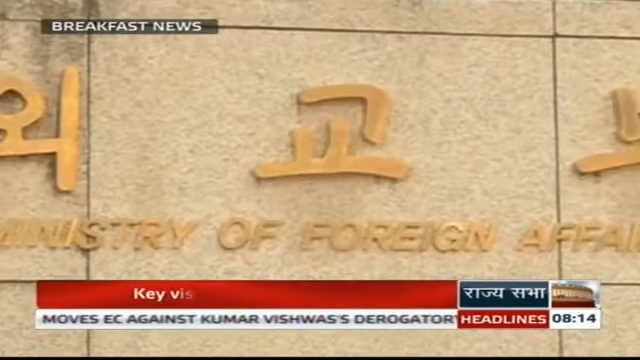 BREAKFAST NEWS
외 교
MINISTRY OF FOREIGN AFFAI
Key vis
राज्य सभा
MOVES EC AGAINST KUMAR VISHWAS'S DEROGATORY
HEADLINES
08:14